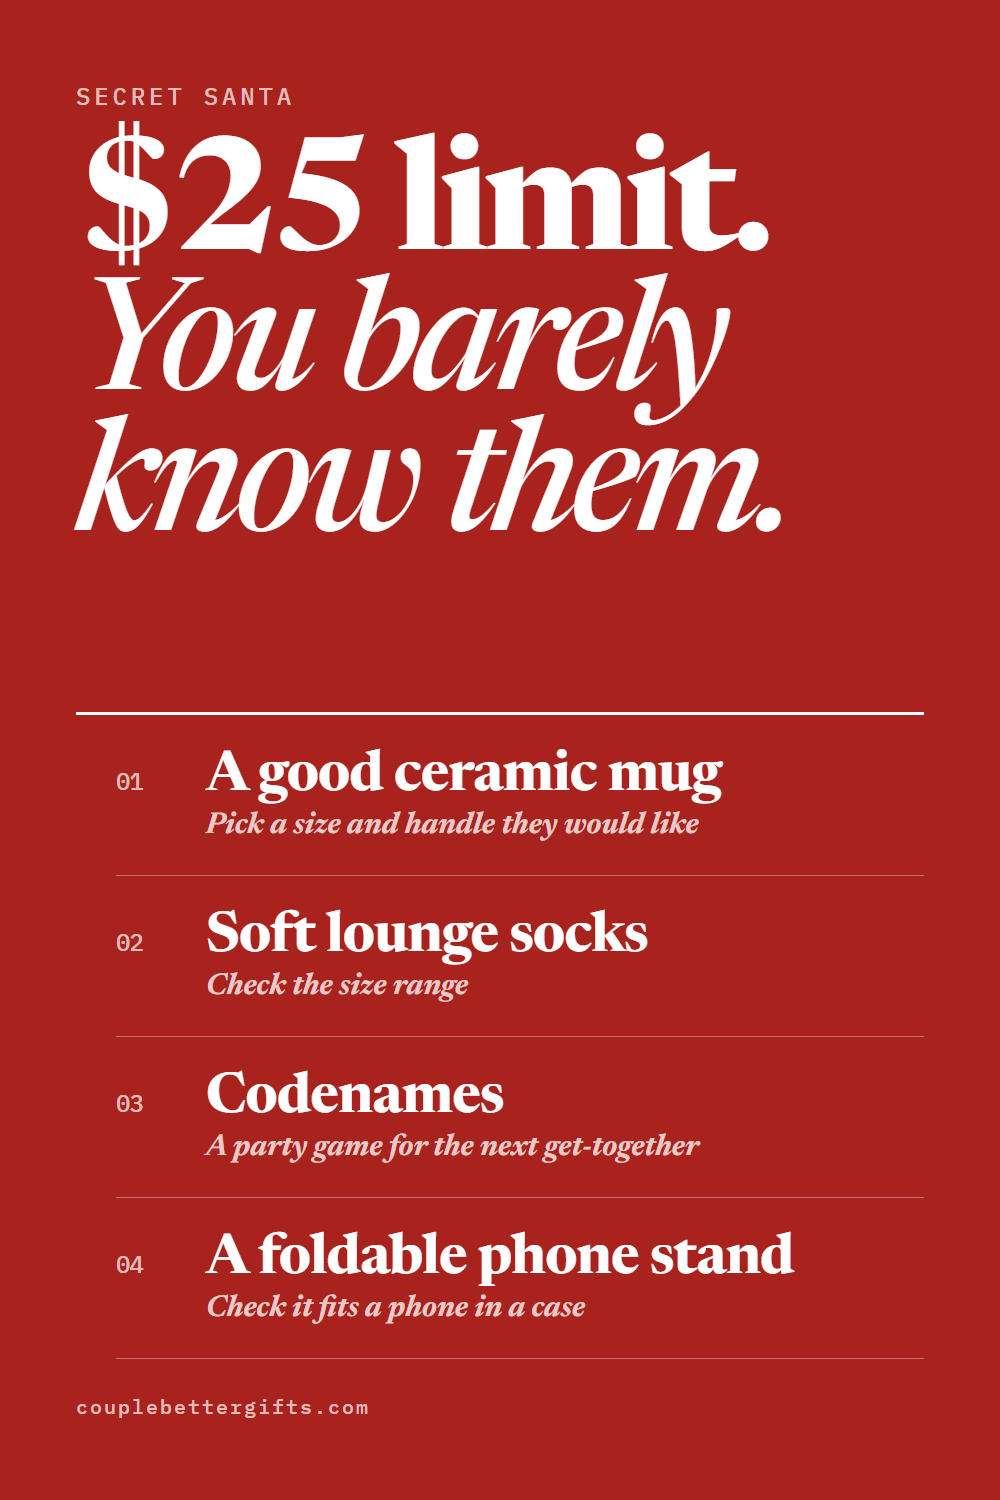 SECRET SANTA
$25 limit.
You barely
know them.
01
A good ceramic mug
Pick a size and handle they would like
02
Soft lounge socks
Check the size range
03
Codenames
A party game for the next get-together
04
A foldable phone stand
Check it fits a phone in a case
couplebettergifts.com